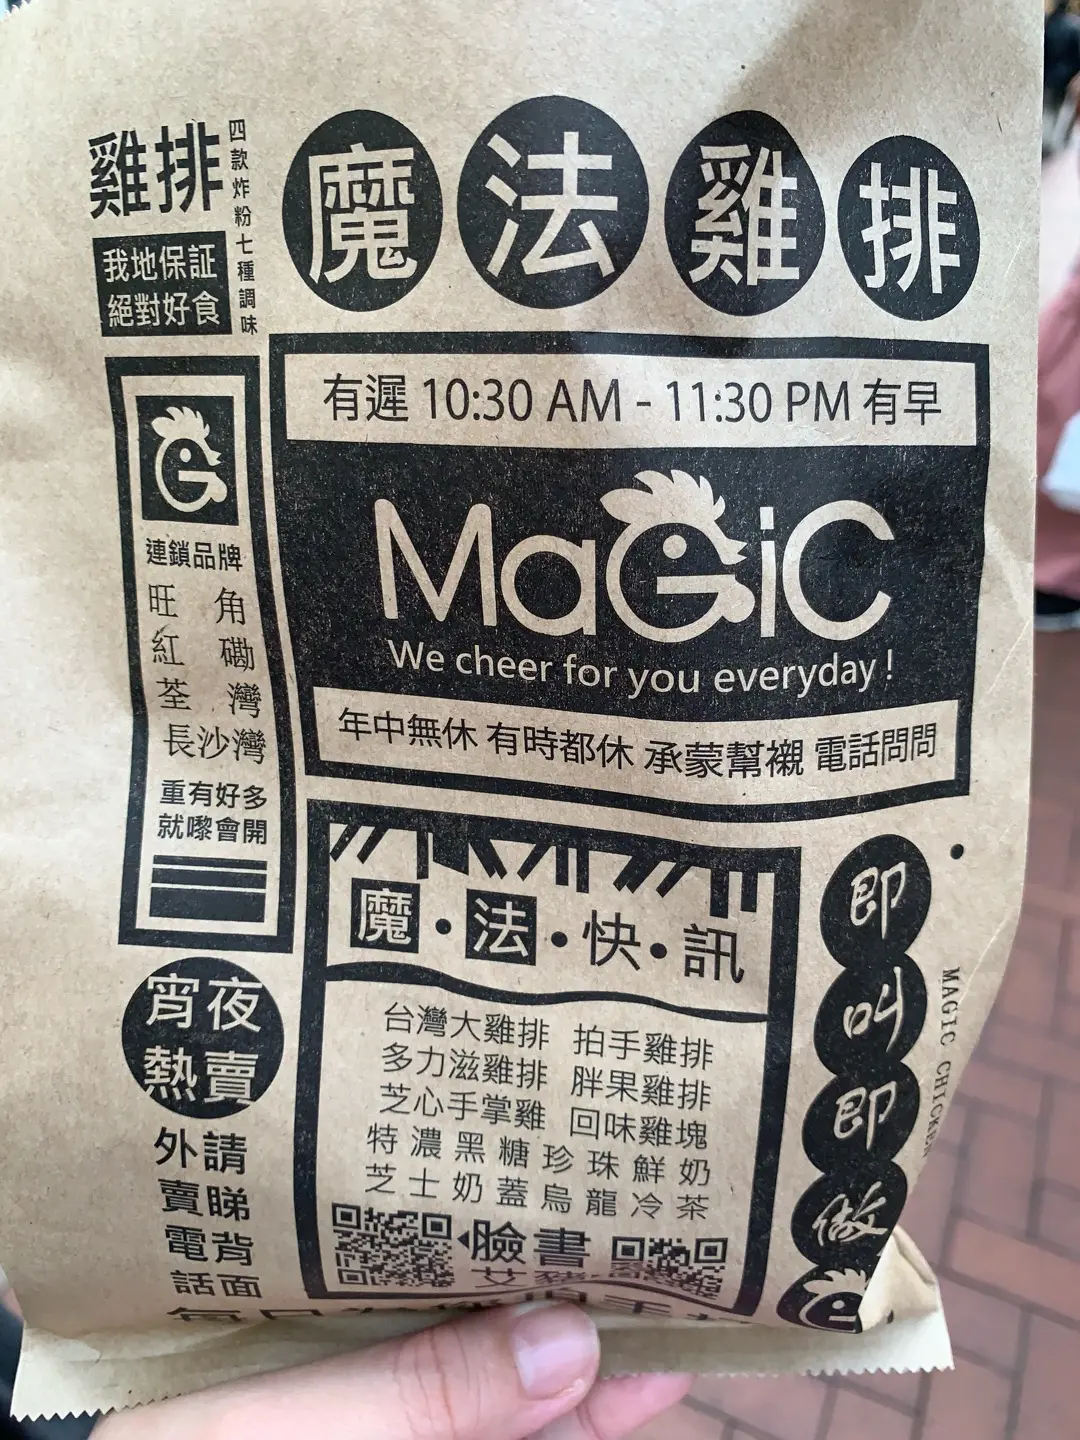 雞排
四款炸粉七種調味
我地保証
絕對好食
魔法雞排
有遲 10:30 AM - 11:30 PM 有早
MaGiC
We cheer for you everyday !
年中無休 有時都休 承蒙幫襯 電話問問
連鎖品牌
旺角
紅磡
荃灣
長沙灣
重有好多
就嚟會開
魔・法・快・訊
台灣大雞排 拍手雞排
多力滋雞排 胖果雞排
芝心手掌雞 回味雞塊
特濃黑糖珍珠鮮奶
芝士奶蓋烏龍冷茶
臉書
宵夜
熱賣
外賣電話
請睇背面
即叫即做
MAGIC CHICKEN